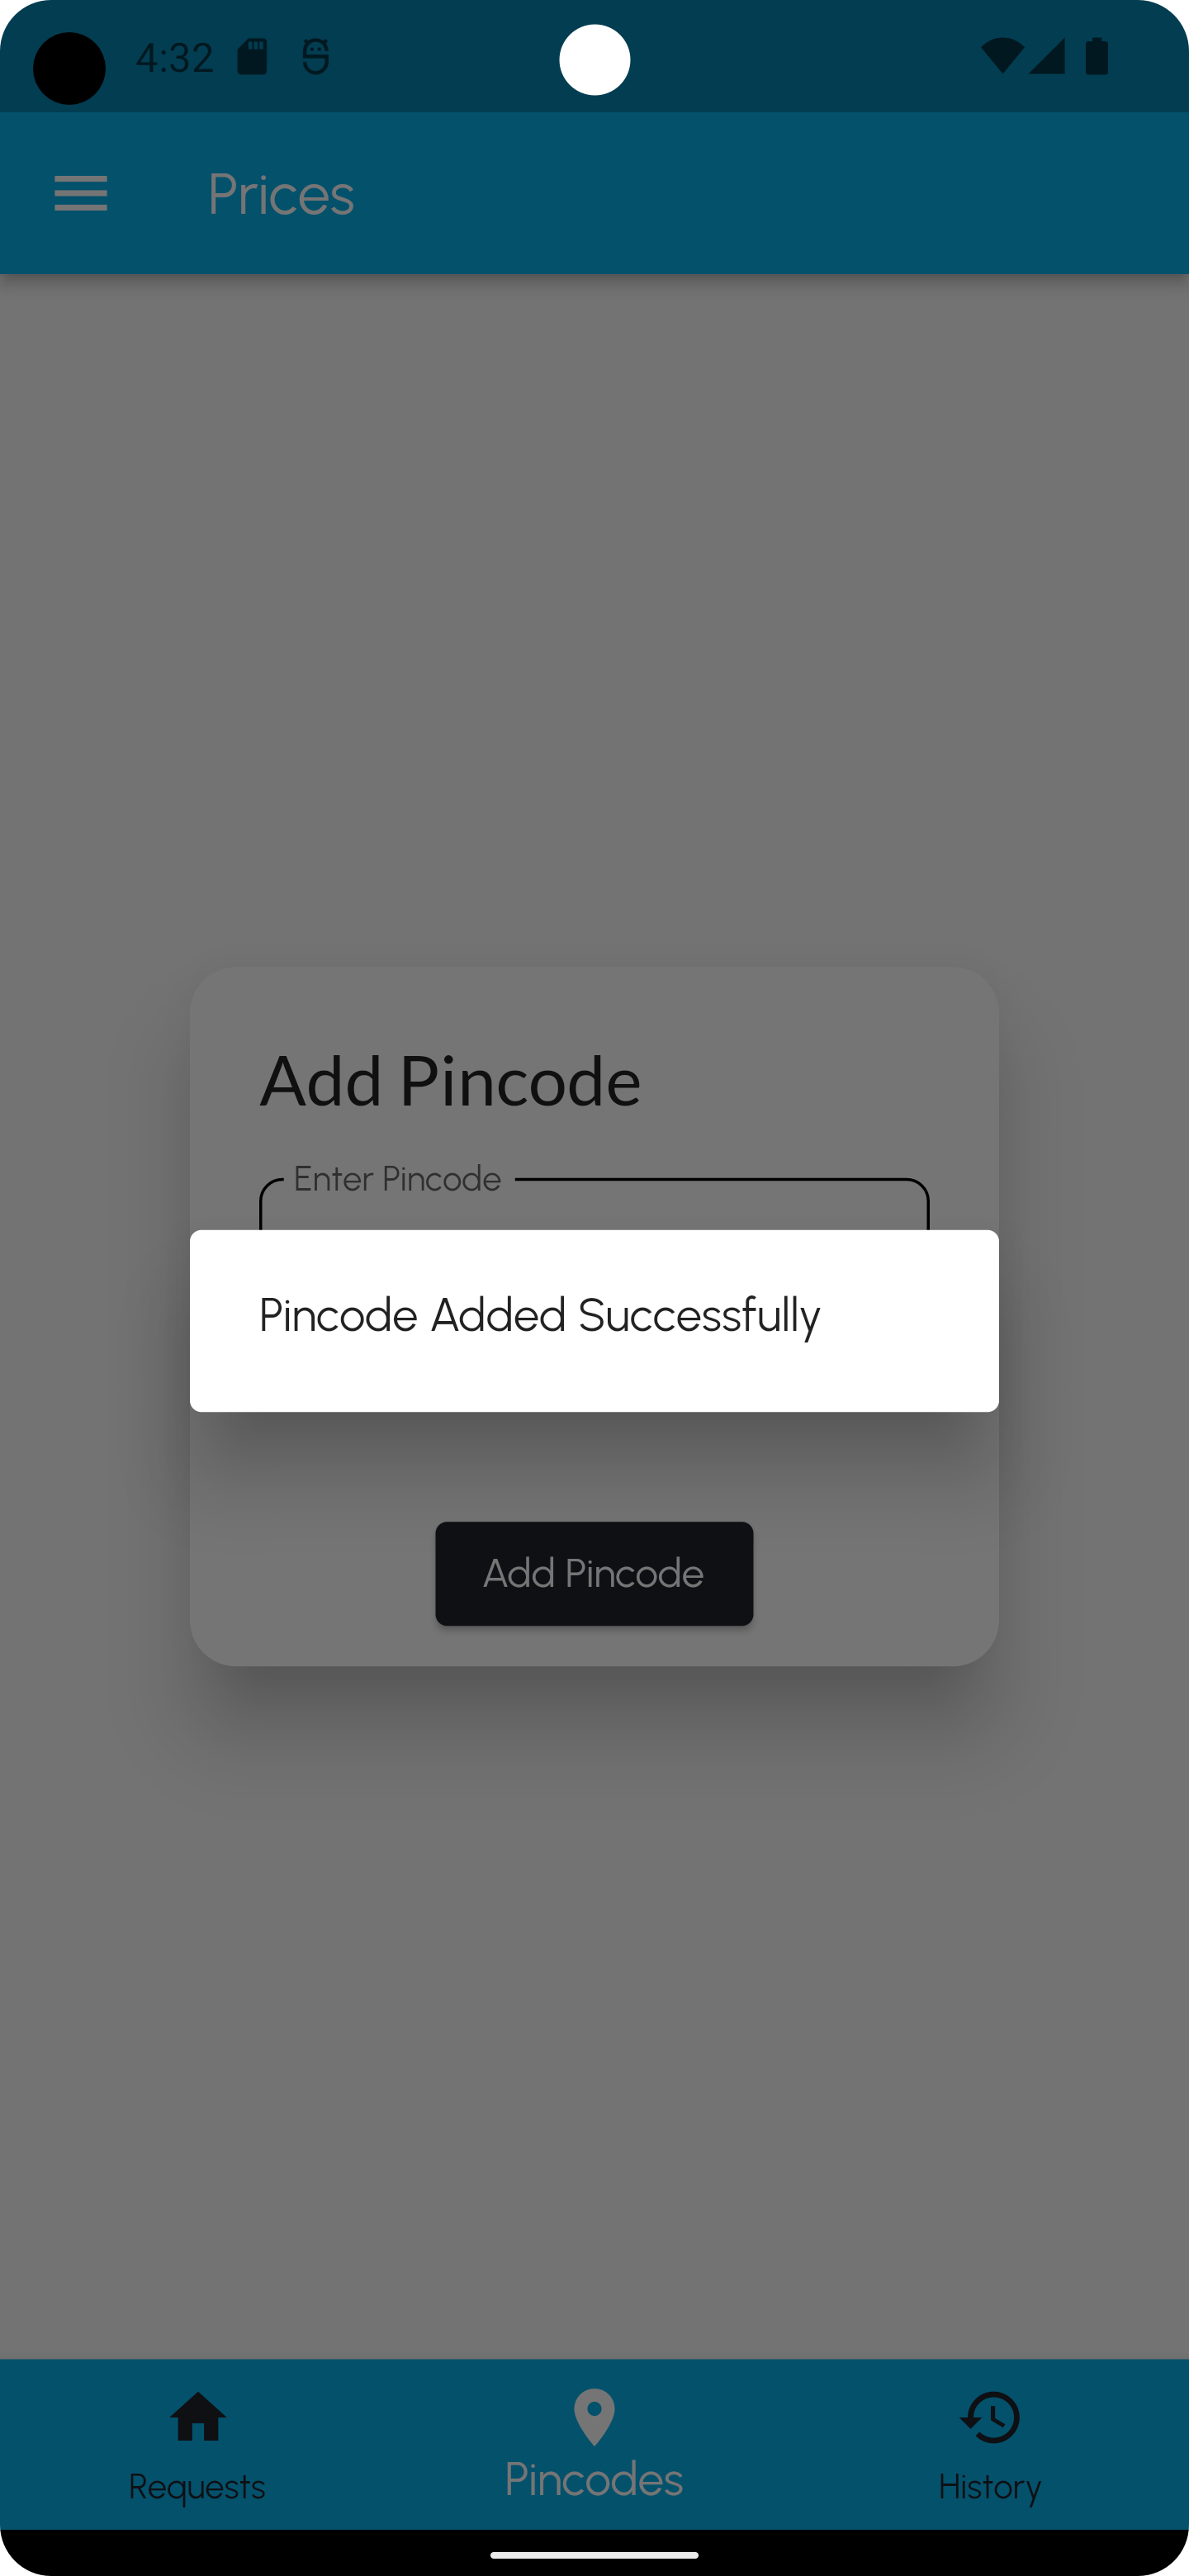 4:32
Prices
Add Pincode
Enter Pincode
Pincode Added Successfully
Add Pincode
Requests
Pincodes
History